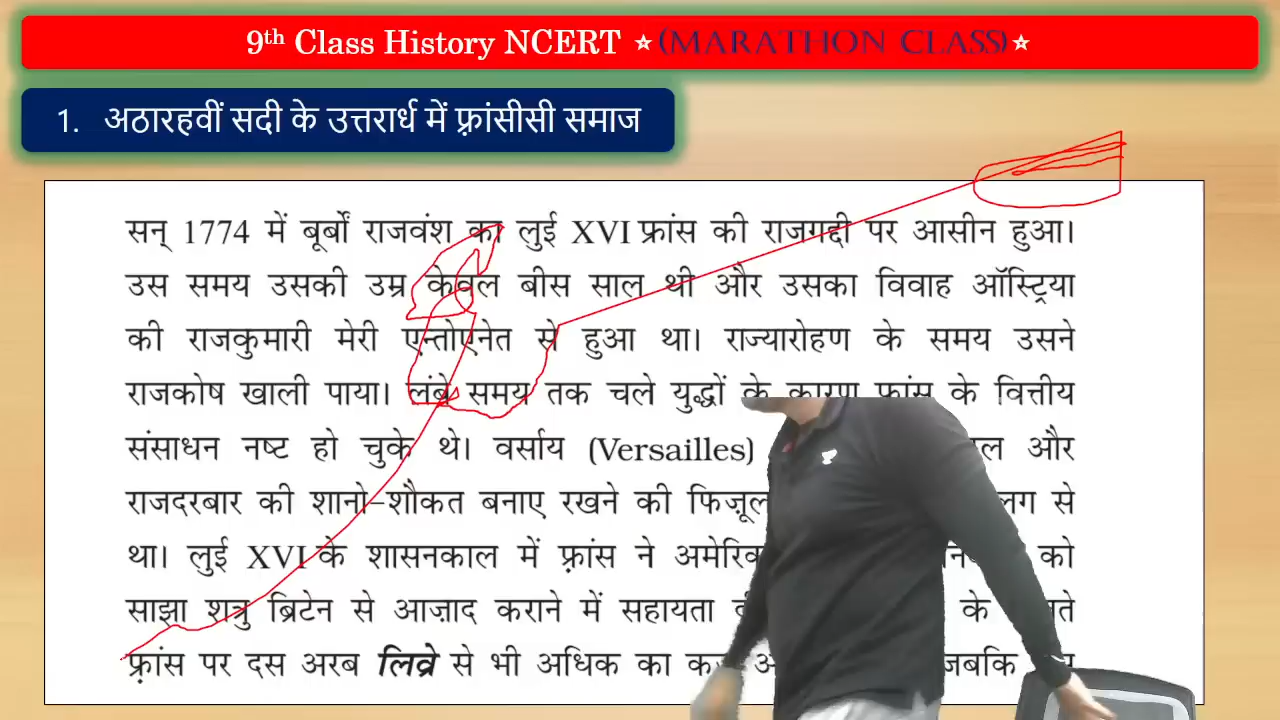 9th Class History NCERT ☆(MARATHON CLASS)☆
1. अठारहवीं सदी के उत्तरार्ध में फ़्रांसीसी समाज
सन् 1774 में बूर्बों राजवंश का लुई XVI फ्रांस की राजगद्दी पर आसीन हुआ।
उस समय उसकी उम्र केवल बीस साल थी और उसका विवाह ऑस्ट्रिया
की राजकुमारी मेरी एन्तोएनेत से हुआ था। राज्यारोहण के समय उसने
राजकोष खाली पाया। लंबे समय तक चले युद्धों के कारण फ्रांस के वित्तीय
संसाधन नष्ट हो चुके थे। वर्साय (Versailles) और
राजदरबार की शानो-शौकत बनाए रखने की से
था। लुई XVI के शासनकाल में फ़्रांस ने को
साझा शत्रु ब्रिटेन से आज़ाद कराने में सहायता के
फ़्रांस पर दस अरब लिव्रे से भी अधिक का जबकि